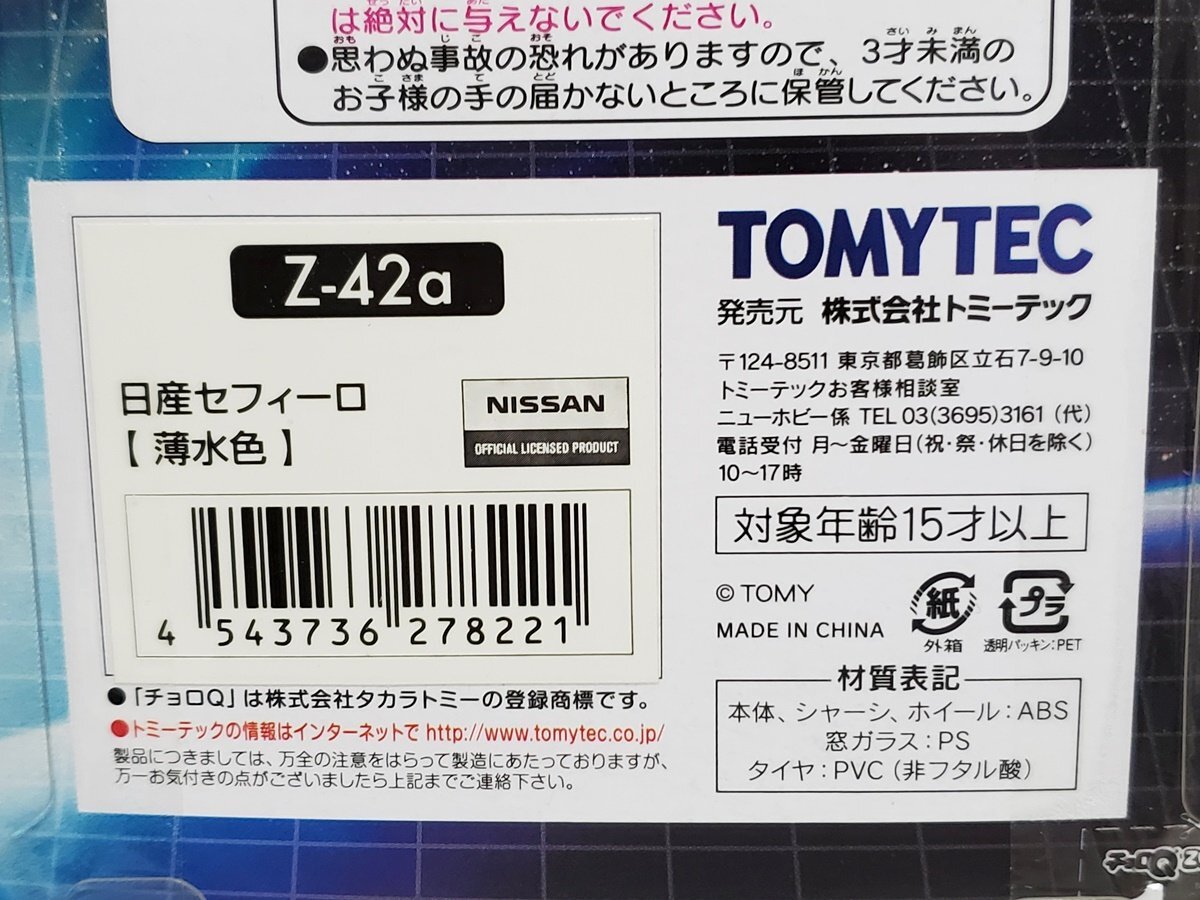 は絶対に与えないでください。
●思わぬ事故の恐れがありますので、3才未満の
お子様の手の届かないところに保管してください。
Z-42a
日産セフィーロ
【 薄水色 】
NISSAN
OFFICIAL LICENSED PRODUCT
4 543736 278221
●「チョロQ」は株式会社タカラトミーの登録商標です。
●トミーテックの情報はインターネットで http://www.tomytec.co.jp/
製品につきましては、万全の注意をはらって製造にあたっておりますが、
万一お気付きの点がございましたら上記までご連絡下さい。
TOMYTEC
発売元 株式会社トミーテック
〒124-8511 東京都葛飾区立石7-9-10
トミーテックお客様相談室
ニューホビー係 TEL 03(3695)3161（代）
電話受付 月～金曜日（祝・祭・休日を除く）
10～17時
対象年齢15才以上
© TOMY
MADE IN CHINA
紙
外箱
プラ
透明パッキン：PET
材質表記
本体、シャーシ、ホイール：ABS
窓ガラス：PS
タイヤ：PVC（非フタル酸）
チョロQ